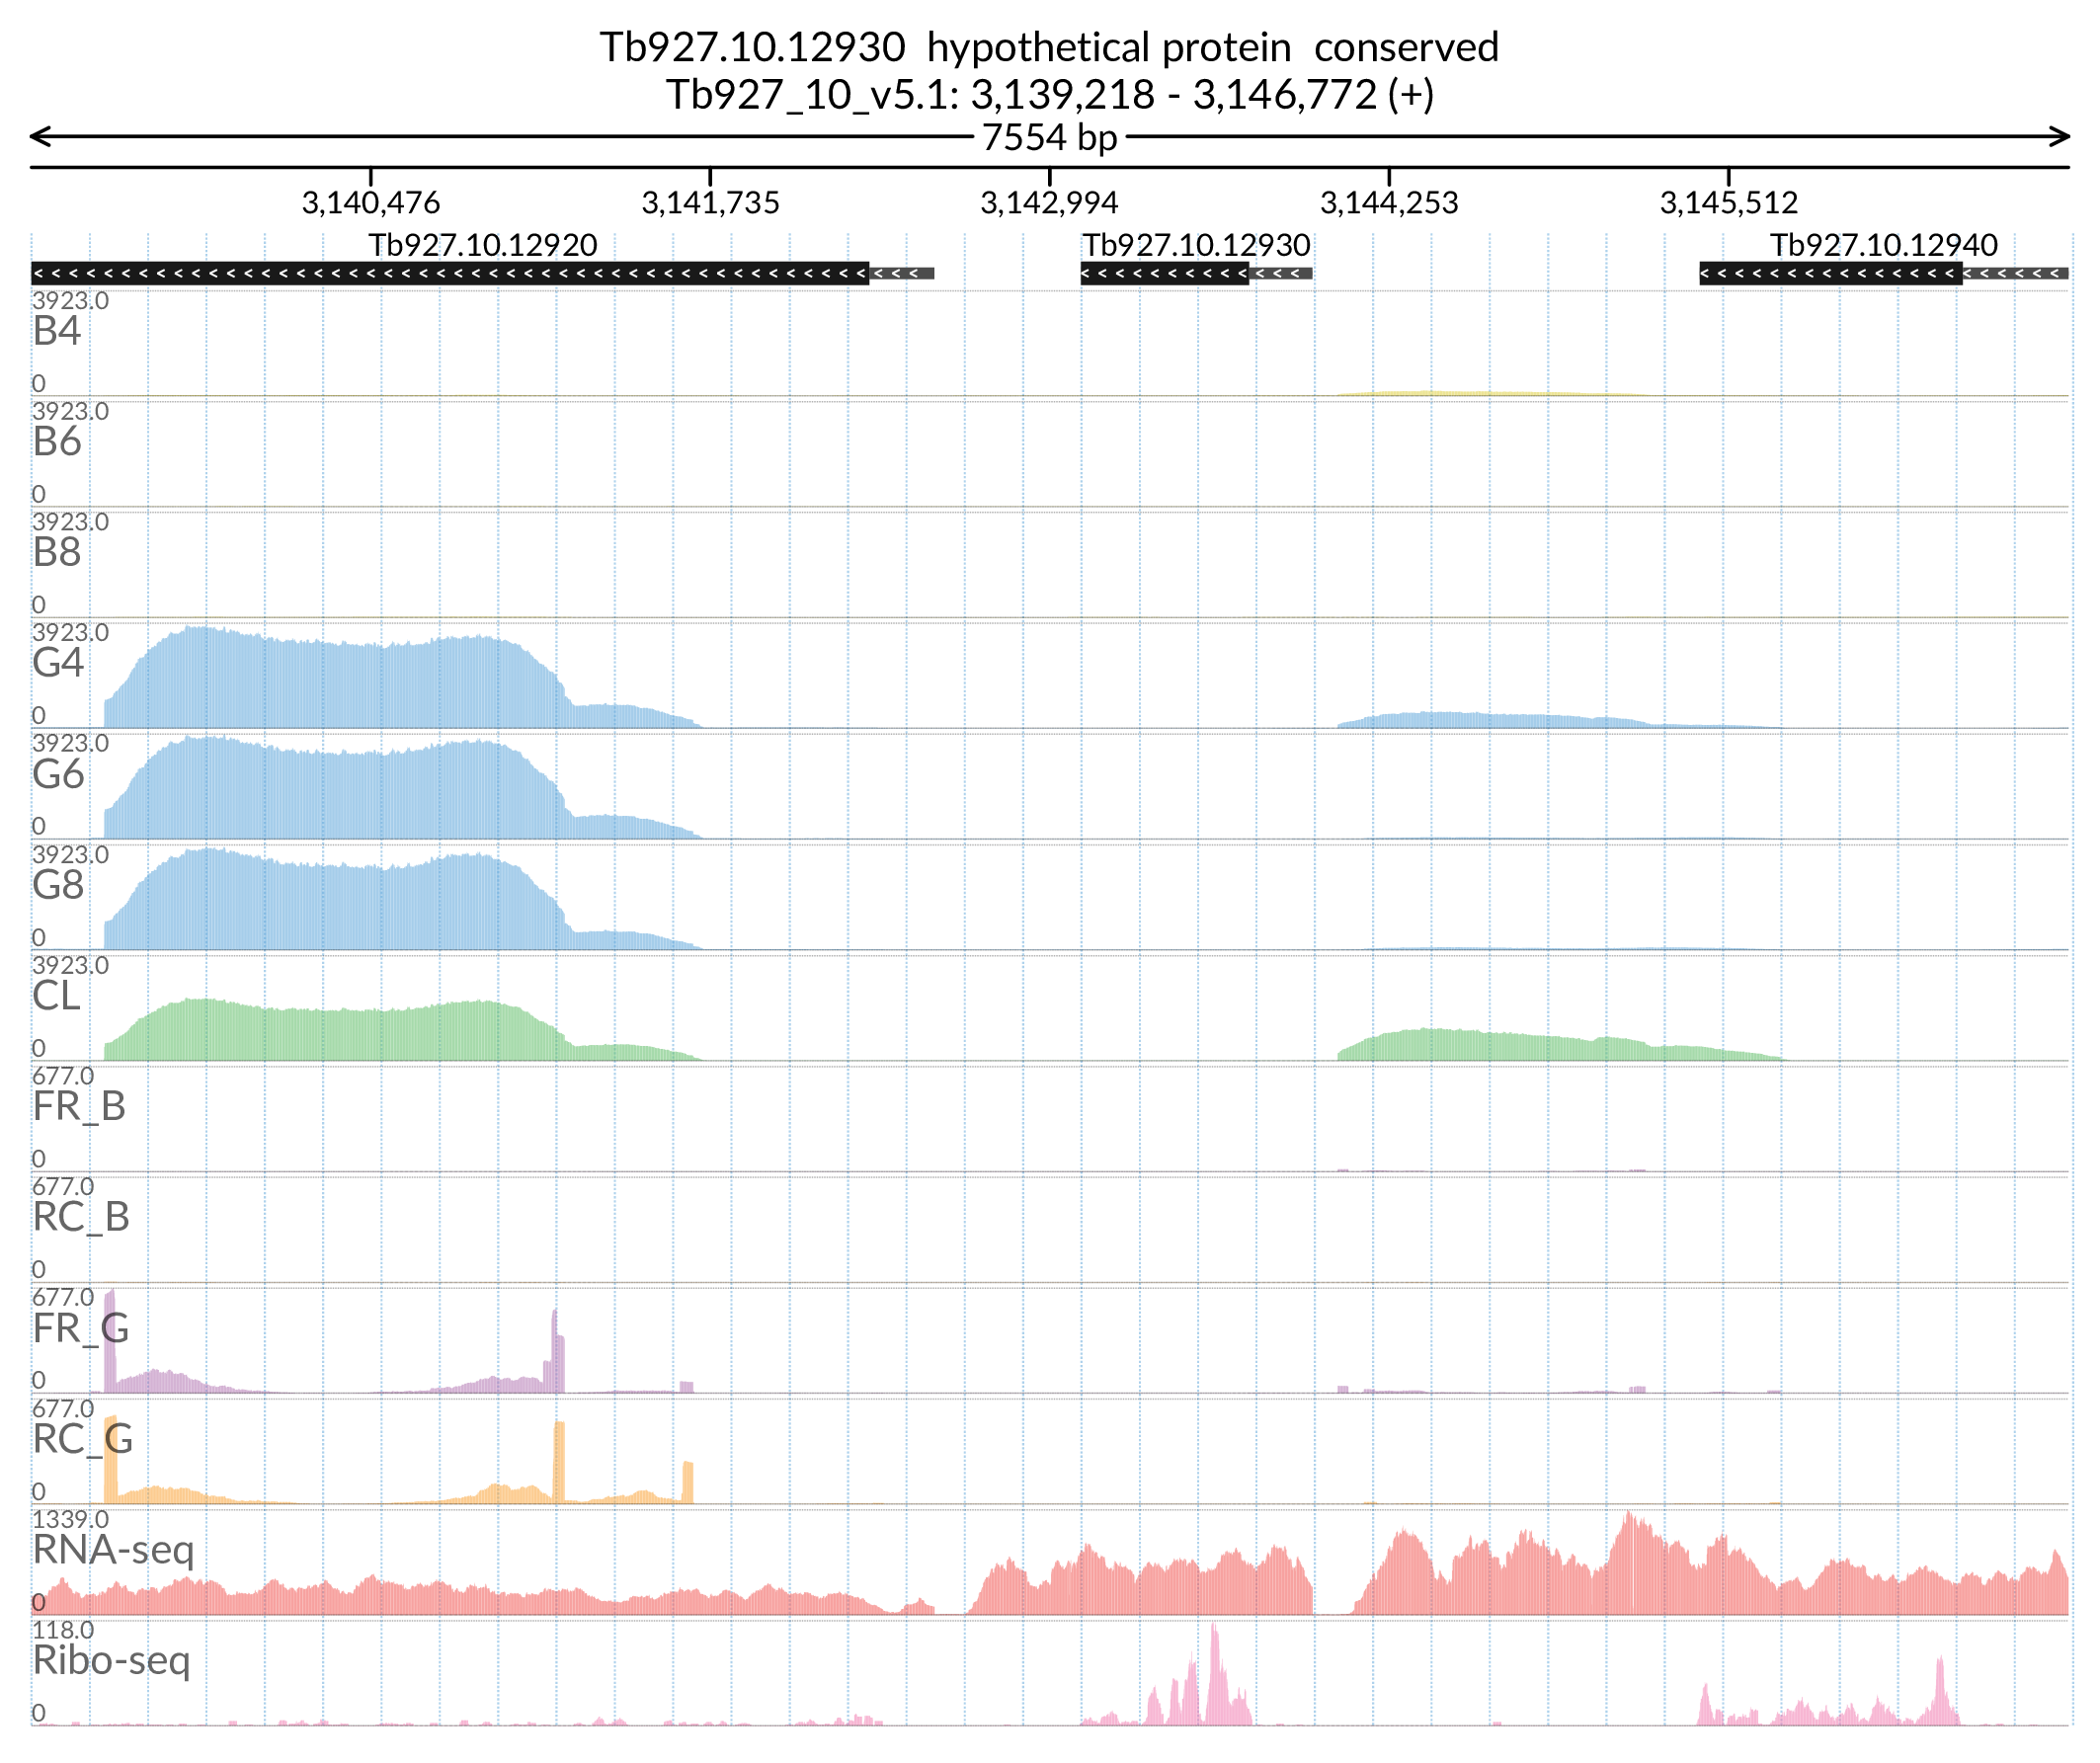 Tb927.10.12930 hypothetical protein conserved
Tb927_10_v5.1: 3,139,218 - 3,146,772 (+)
7554 bp
3,140,476 3,141,735 3,142,994 3,144,253 3,145,512
Tb927.10.12920 Tb927.10.12930 Tb927.10.12940
3923.0
B4
0
3923.0
B6
0
3923.0
B8
0
3923.0
G4
0
3923.0
G6
0
3923.0
G8
0
3923.0
CL
0
677.0
FR_B
0
677.0
RC_B
0
677.0
FR_G
0
677.0
RC_G
0
1339.0
RNA-seq
0
118.0
Ribo-seq
0